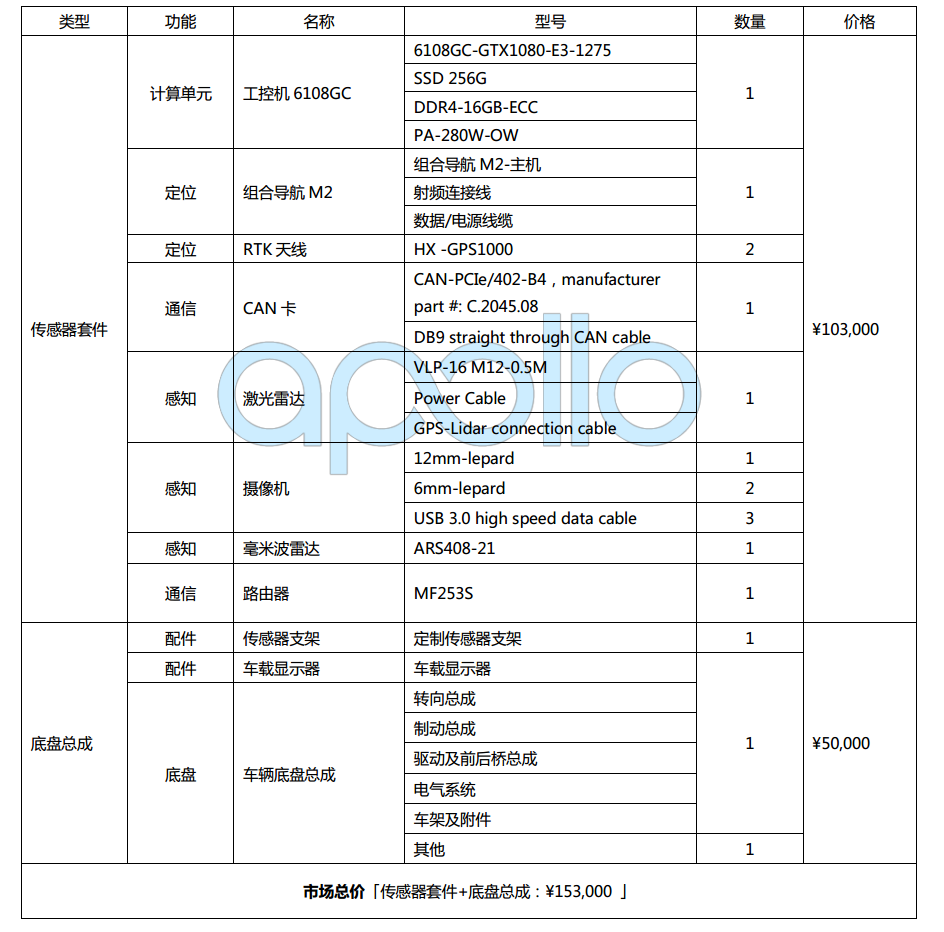 类型 功能 名称 型号 数量 价格
6108GC-GTX1080-E3-1275
SSD 256G
计算单元 工控机 6108GC 1
DDR4-16GB-ECC
PA-280W-OW
组合导航 M2-主机
定位 组合导航 M2 射频连接线 1
数据/电源线缆
定位 RTK 天线 HX -GPS1000 2
CAN-PCIe/402-B4，manufacturer
part #: C.2045.08
通信 CAN 卡 1
传感器套件 ¥103,000
DB9 straight through CAN cable
VLP-16 M12-0.5M
感知 激光雷达 Power Cable 1
GPS-Lidar connection cable
apollo
12mm-lepard 1
感知 摄像机 6mm-lepard 2
USB 3.0 high speed data cable 3
感知 毫米波雷达 ARS408-21 1
通信 路由器 MF253S 1
配件 传感器支架 定制传感器支架 1
配件 车载显示器 车载显示器
转向总成
制动总成
底盘总成 1 ¥50,000
驱动及前后桥总成
底盘 车辆底盘总成
电气系统
车架及附件
其他 1
市场总价「传感器套件+底盘总成：¥153,000 」